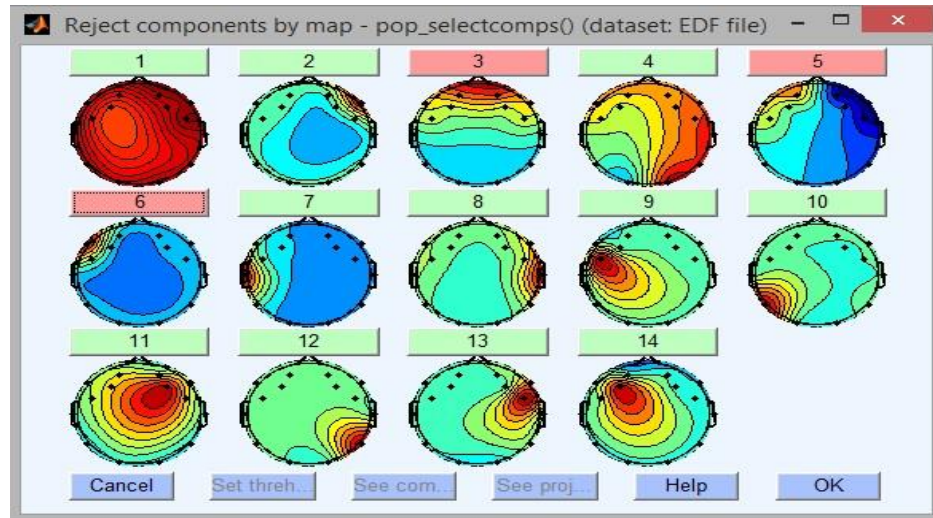 Reject components by map - pop_selectcomps() (dataset: EDF file)
1 2 3 4 5
6 7 8 9 10
11 12 13 14
Cancel Set threh... See com... See proj... Help OK